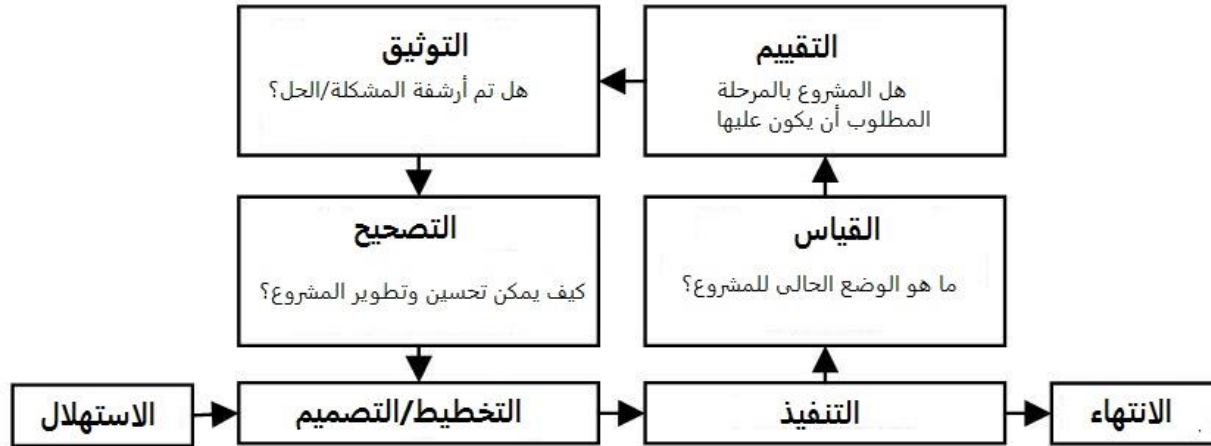 التقييم
هل المشروع بالمرحلة
المطلوب أن يكون عليها
التوثيق
هل تم أرشفة المشكلة/الحل؟
القياس
ما هو الوضع الحالى للمشروع؟
التصحيح
كيف يمكن تحسين وتطوير المشروع؟
الاستهلال
التخطيط/التصميم
التنفيذ
الانتهاء